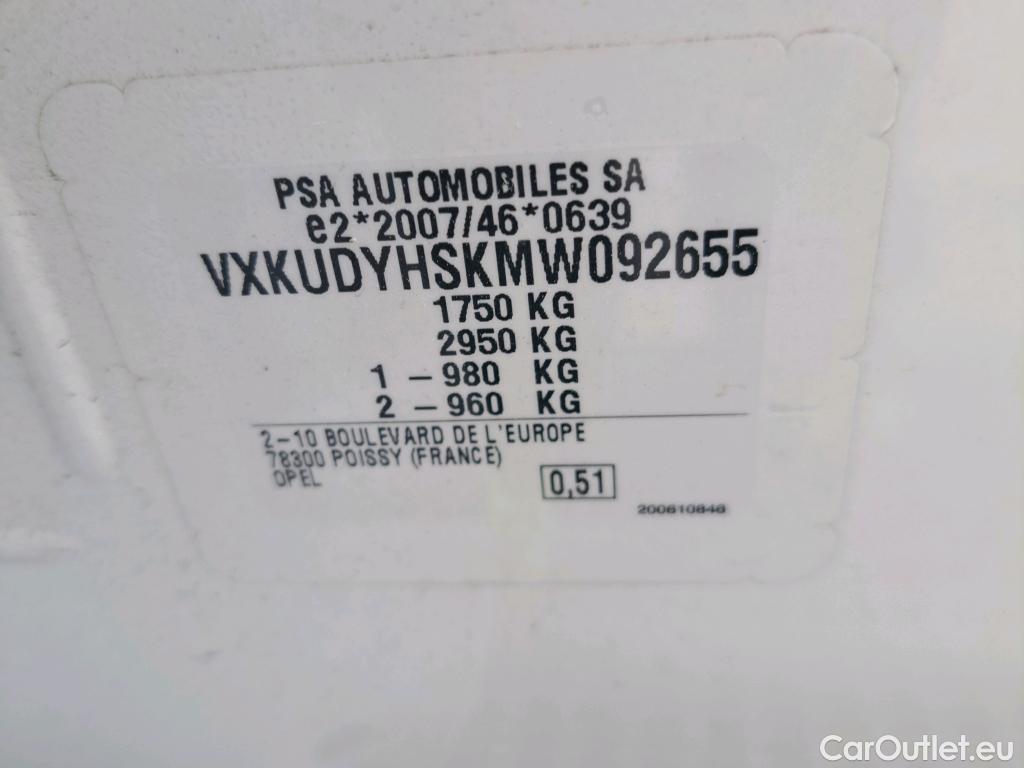 PSA AUTOMOBILES SA
e2*2007/46*0639
VXKUDYHSKMW092655
1750 KG
2950 KG
1 – 980 KG
2 – 960 KG
2–10 BOULEVARD DE L'EUROPE
78300 POISSY (FRANCE)
OPEL
0,51
200610846
CarOutlet.eu